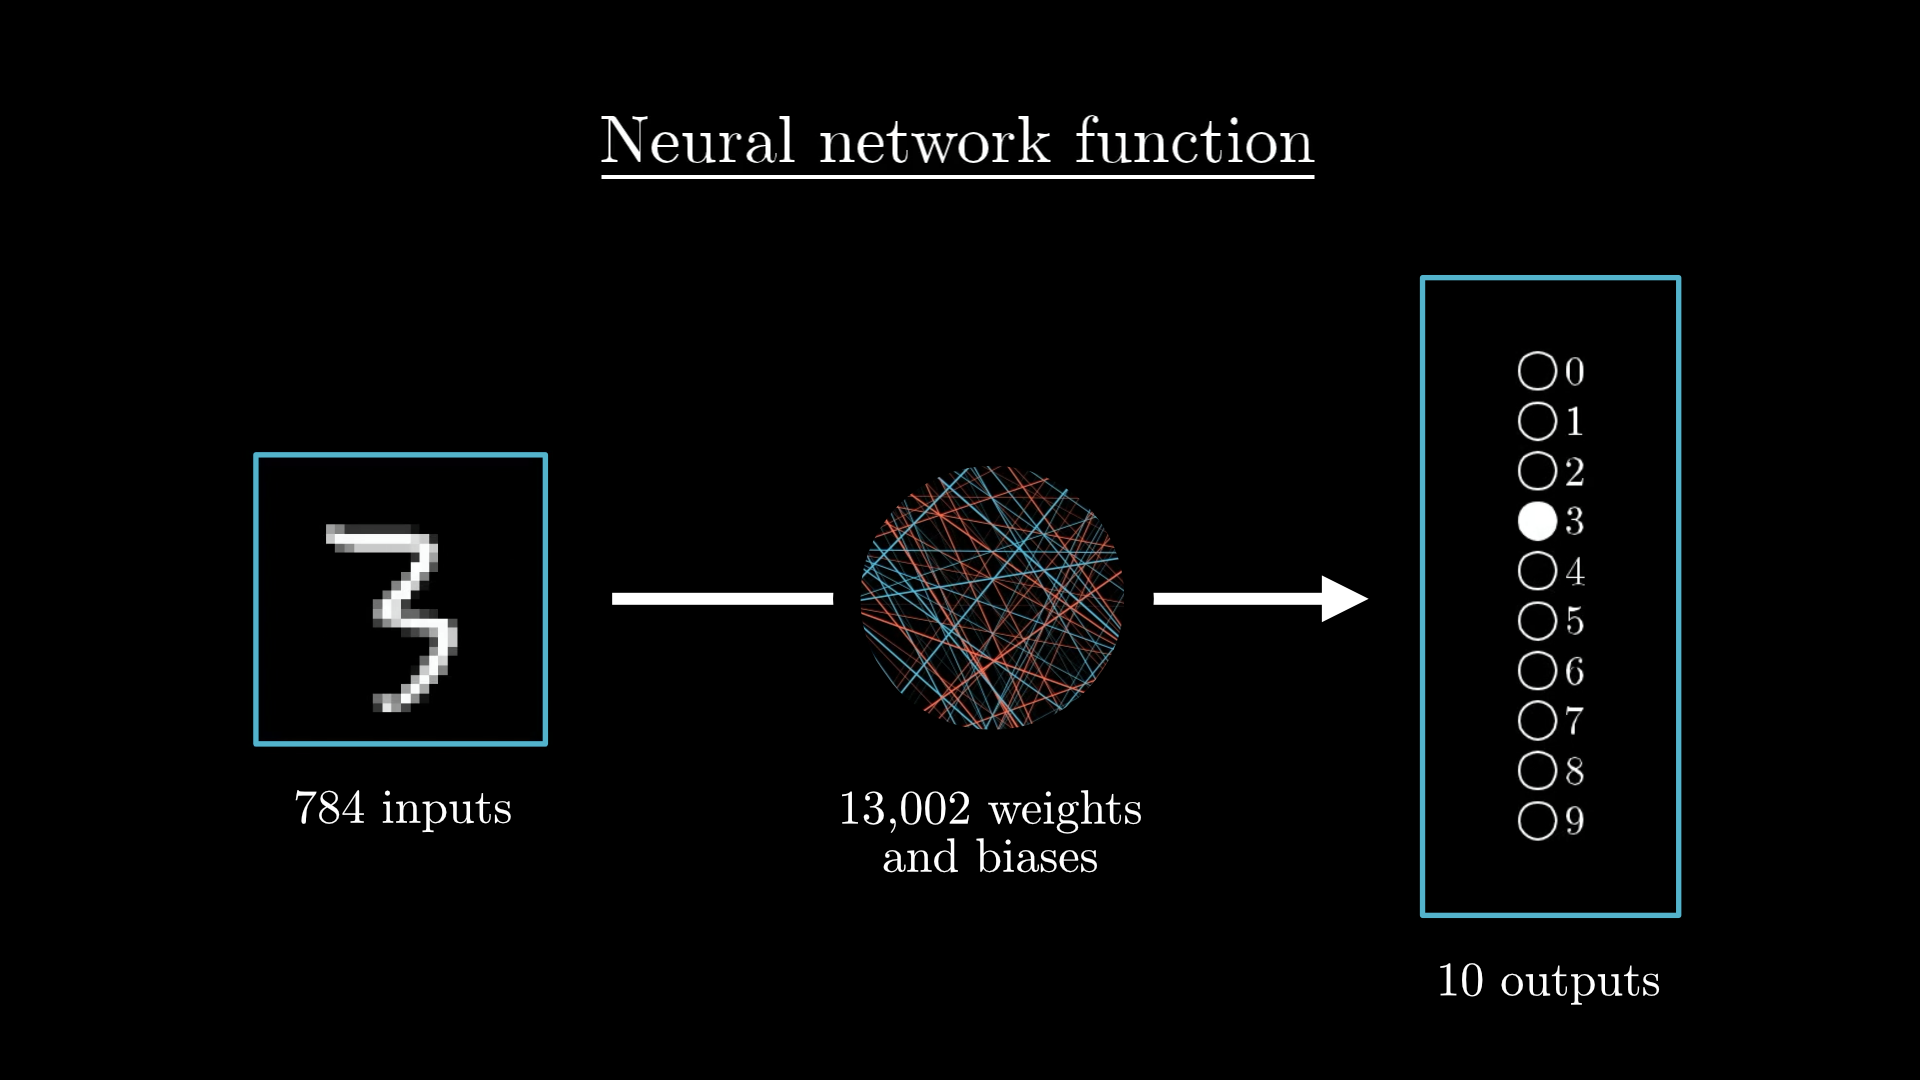 Neural network function
3
784 inputs
13,002 weights
and biases
0
1
2
3
4
5
6
7
8
9
10 outputs